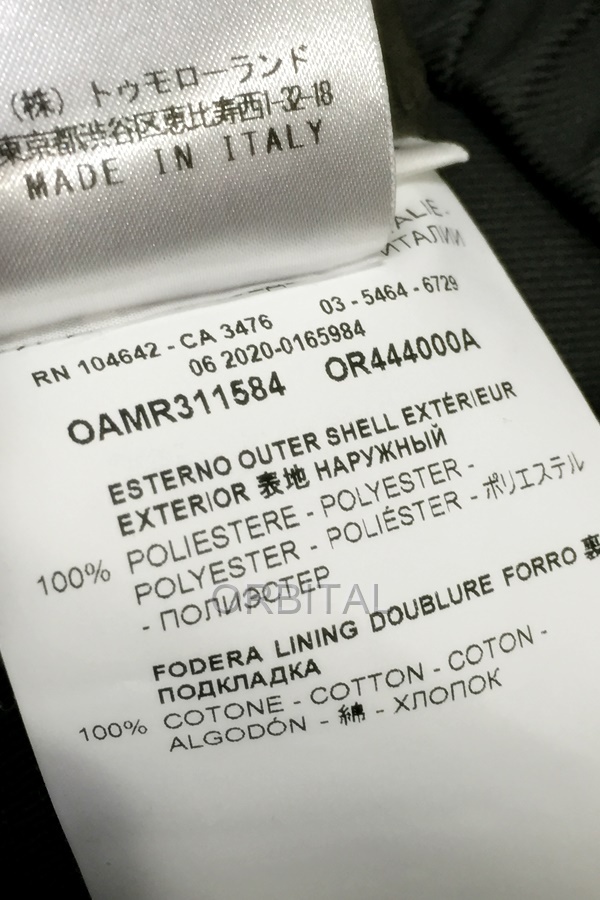 (株) トゥモローランド
東京都渋谷区恵比寿西1-32-18
MADE IN ITALY
ALIE.
ИТАЛИИ
RN 104642 - CA 3476 03 - 5464 - 6729
06 2020-0165984
OAMR311584 OR444000A
ESTERNO OUTER SHELL EXTÉRIEUR
EXTERIOR 表地 НАРУЖНЫЙ
100% POLIESTERE - POLYESTER -
POLYESTER - POLIÉSTER - ポリエステル
- ПОЛИЭСТЕР
ORBITAL
FODERA LINING DOUBLURE FORRO 裏
ПОДКЛАДКА
100% COTONE - COTTON - COTON -
ALGODÓN - 綿 - ХЛОПОК